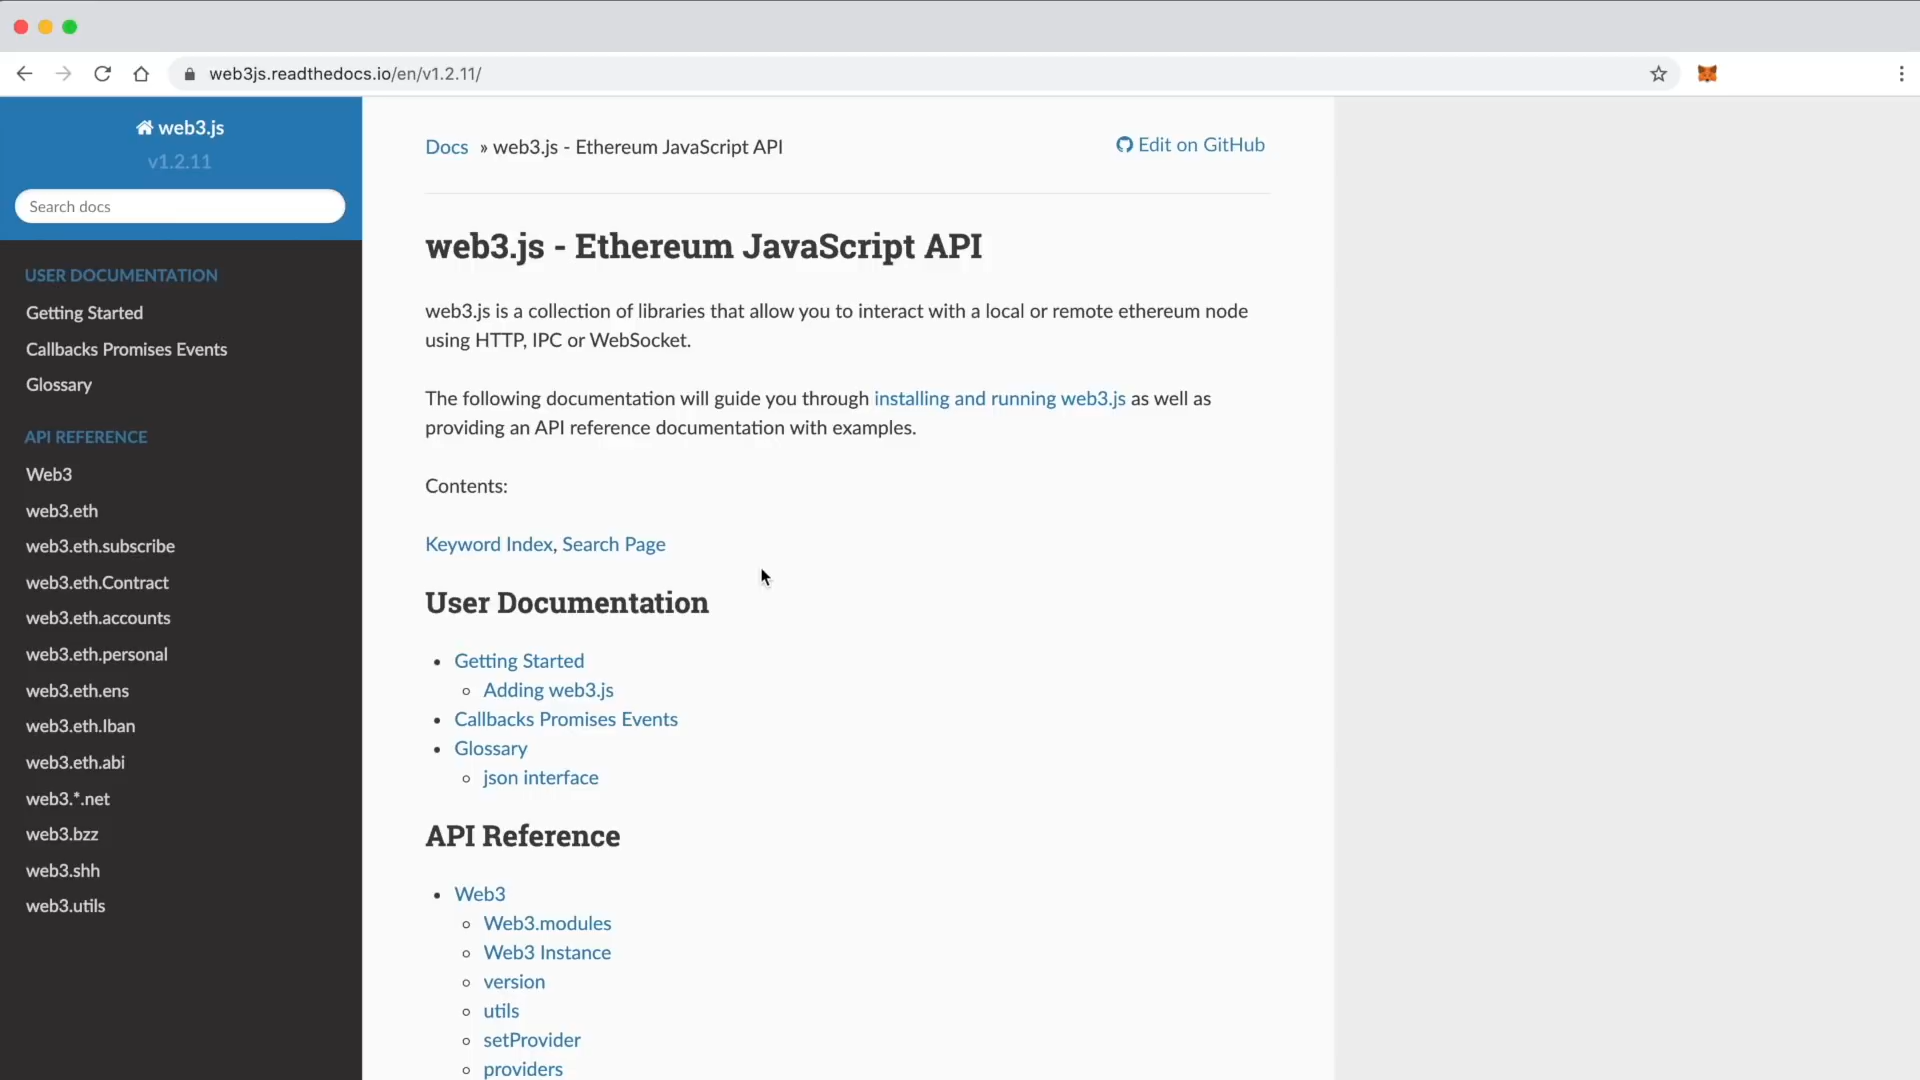 web3js.readthedocs.io/en/v1.2.11/
web3.js
v1.2.11
Search docs
USER DOCUMENTATION
Getting Started
Callbacks Promises Events
Glossary
API REFERENCE
Web3
web3.eth
web3.eth.subscribe
web3.eth.Contract
web3.eth.accounts
web3.eth.personal
web3.eth.ens
web3.eth.Iban
web3.eth.abi
web3.*.net
web3.bzz
web3.shh
web3.utils
Docs » web3.js - Ethereum JavaScript API
Edit on GitHub
web3.js - Ethereum JavaScript API
web3.js is a collection of libraries that allow you to interact with a local or remote ethereum node
using HTTP, IPC or WebSocket.
The following documentation will guide you through installing and running web3.js as well as
providing an API reference documentation with examples.
Contents:
Keyword Index, Search Page
User Documentation
Getting Started
Adding web3.js
Callbacks Promises Events
Glossary
json interface
API Reference
Web3
Web3.modules
Web3 Instance
version
utils
setProvider
providers